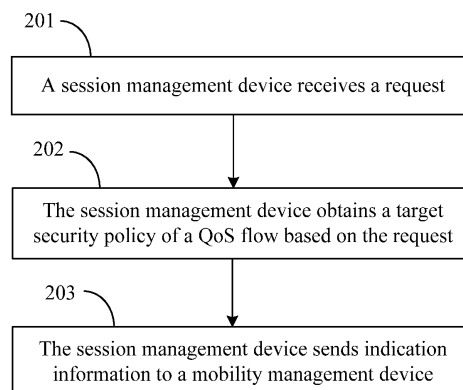 201
A session management device receives a request
202
The session management device obtains a target
security policy of a QoS flow based on the request
203
The session management device sends indication
information to a mobility management device